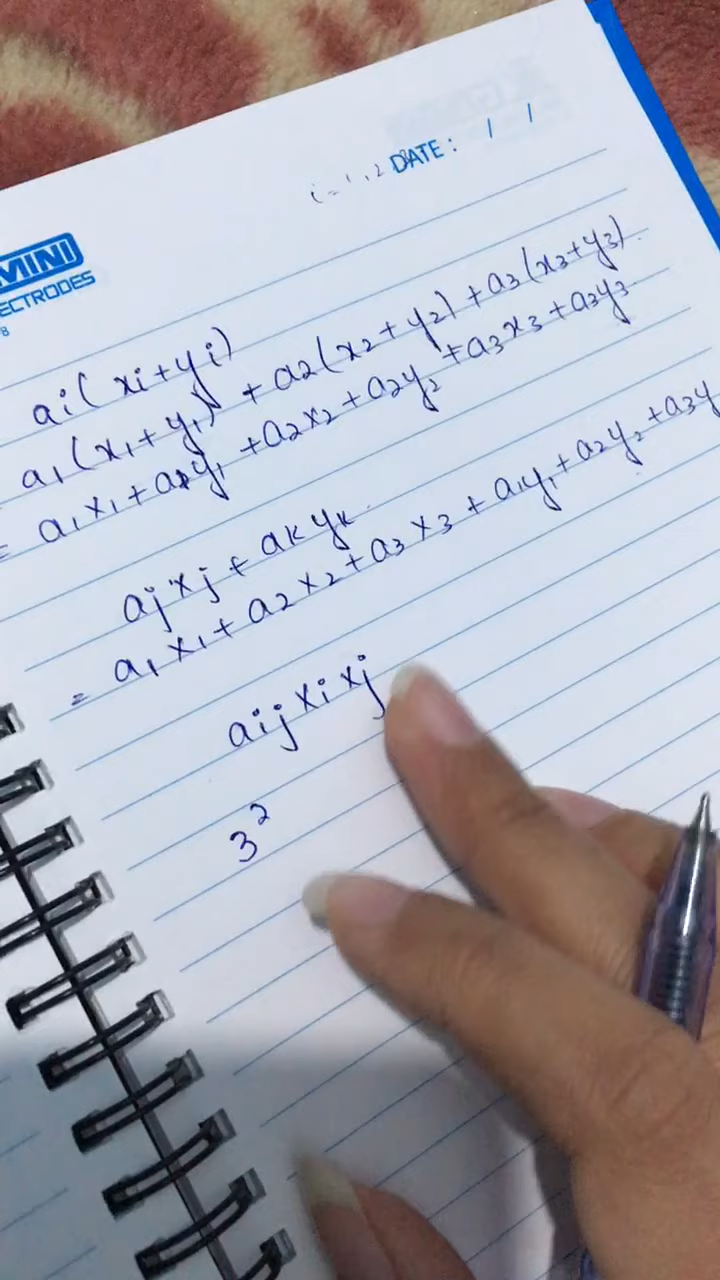 i = 1, 2 DATE: / /
MINI
ECTRODES
8
ai(xi+yi)
a₁(x₁+y₁) + a₂(x₂+y₂) + a₃(x₃+y₃)
= a₁x₁ + a₁y₁ + a₂x₂ + a₂y₂ + a₃x₃ + a₃y₃
ajxj + akyk
= a₁x₁ + a₂x₂ + a₃x₃ + a₁y₁ + a₂y₂ + a₃y
aijxixj
3²